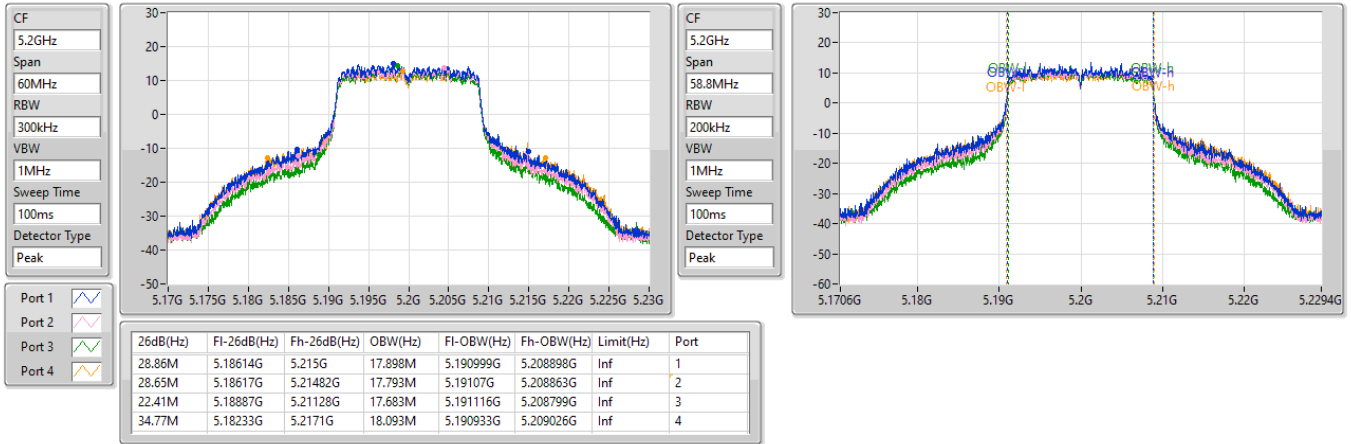 CF
5.2GHz
Span
60MHz
RBW
300kHz
VBW
1MHz
Sweep Time
100ms
Detector Type
Peak
30
20
10
0
-10
-20
-30
-40
-50
5.17G 5.175G 5.18G 5.185G 5.19G 5.195G 5.2G 5.205G 5.21G 5.215G 5.22G 5.225G 5.23G
CF
5.2GHz
Span
58.8MHz
RBW
200kHz
VBW
1MHz
Sweep Time
100ms
Detector Type
Peak
30
20
10
0
-10
-20
-30
-40
-50
-60
OBW-h
OBW-l
OBW-h
5.1706G 5.18G 5.19G 5.2G 5.21G 5.22G 5.2294G
Port 1
Port 2
Port 3
Port 4
26dB(Hz) Fl-26dB(Hz) Fh-26dB(Hz) OBW(Hz) Fl-OBW(Hz) Fh-OBW(Hz) Limit(Hz) Port
28.86M 5.18614G 5.215G 17.898M 5.190999G 5.208898G Inf 1
28.65M 5.18617G 5.21482G 17.793M 5.19107G 5.208863G Inf 2
22.41M 5.18887G 5.21128G 17.683M 5.191116G 5.208799G Inf 3
34.77M 5.18233G 5.2171G 18.093M 5.190933G 5.209026G Inf 4